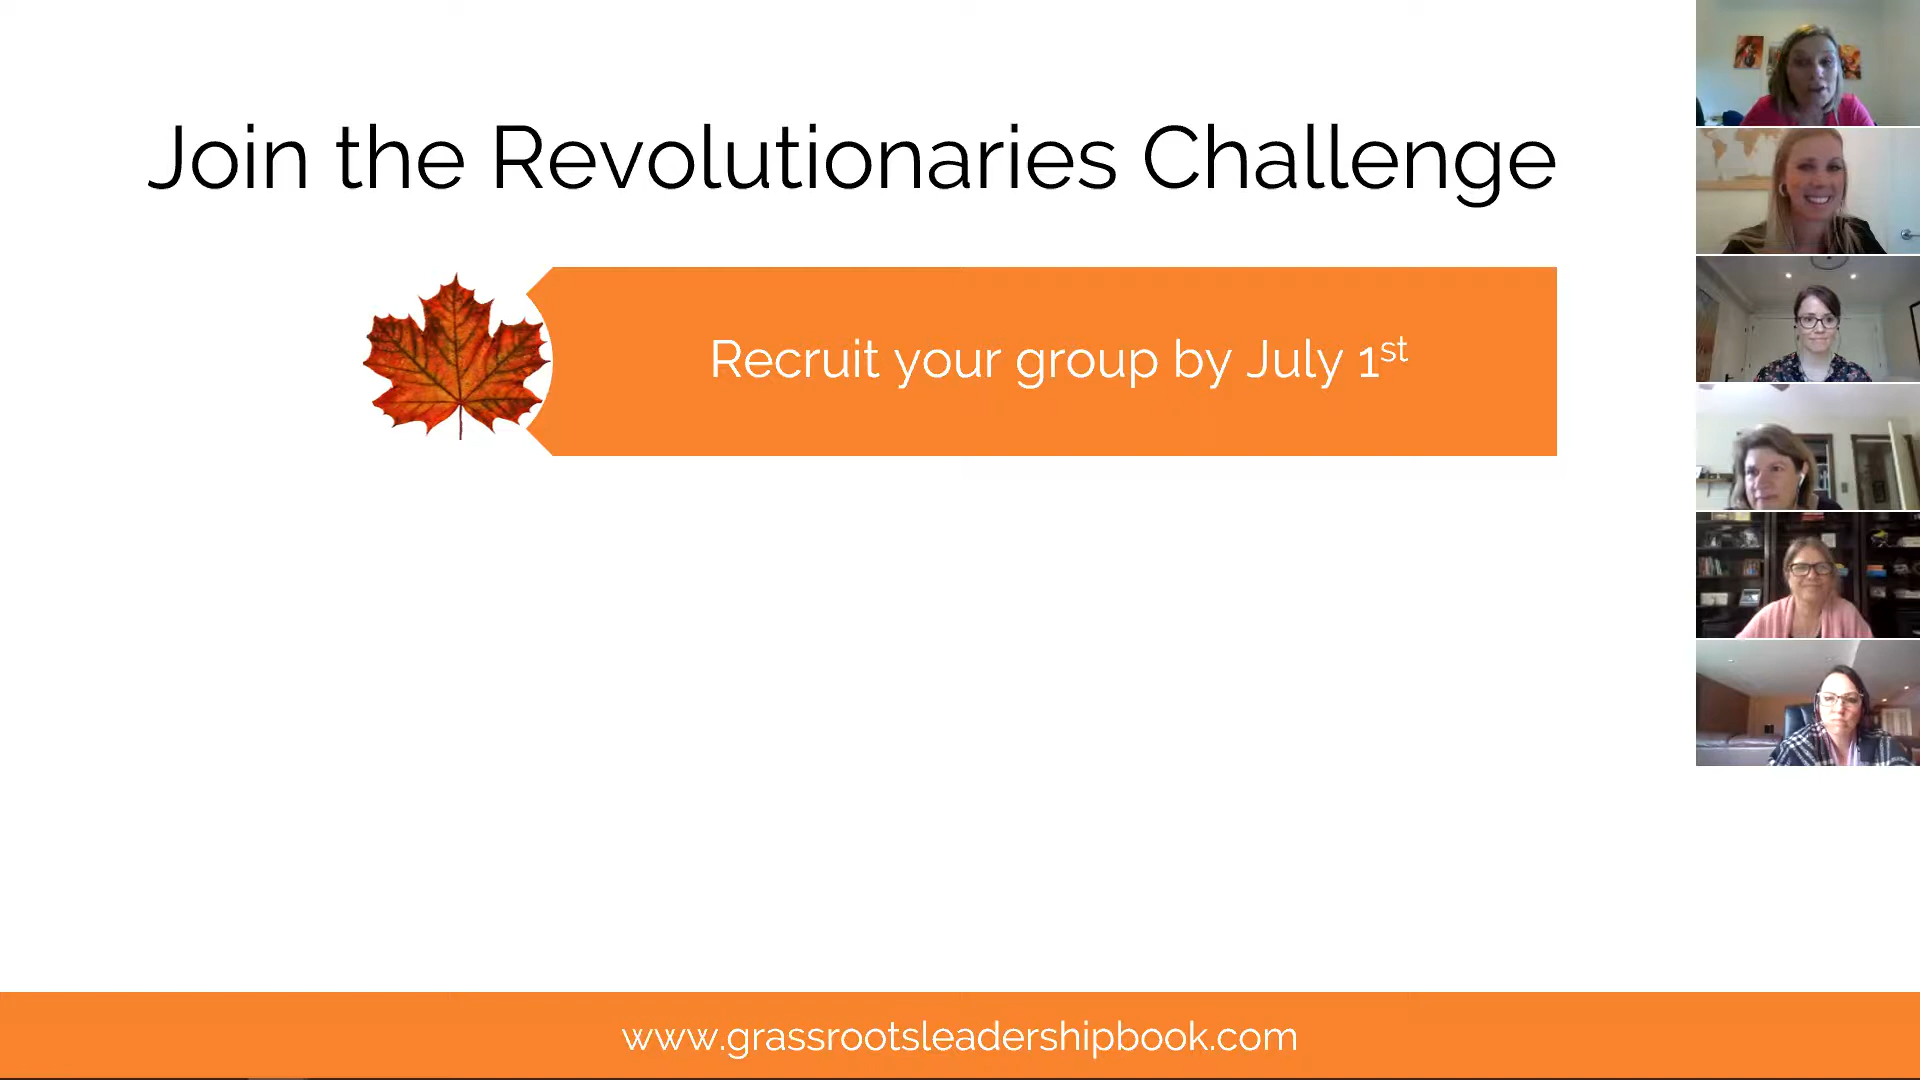 Join the Revolutionaries Challenge
Recruit your group by July 1st
www.grassrootsleadershipbook.com